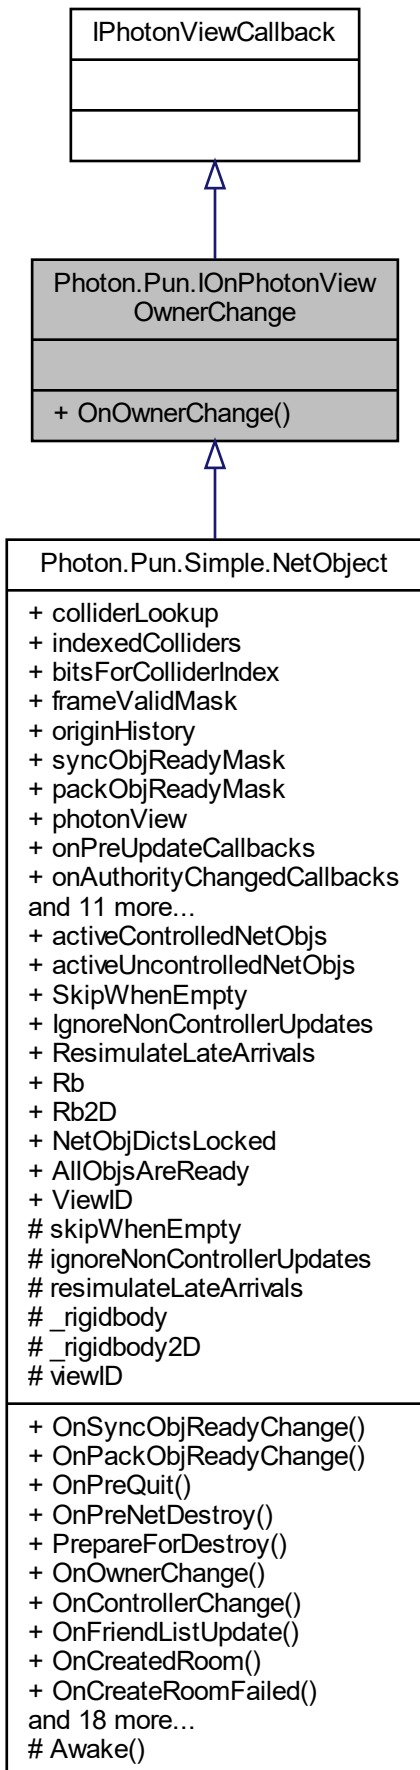 IPhotonViewCallback
Photon.Pun.IOnPhotonView
OwnerChange
+ OnOwnerChange()
Photon.Pun.Simple.NetObject
+ colliderLookup
+ indexedColliders
+ bitsForColliderIndex
+ frameValidMask
+ originHistory
+ syncObjReadyMask
+ packObjReadyMask
+ photonView
+ onPreUpdateCallbacks
+ onAuthorityChangedCallbacks
and 11 more...
+ activeControlledNetObjs
+ activeUncontrolledNetObjs
+ SkipWhenEmpty
+ IgnoreNonControllerUpdates
+ ResimulateLateArrivals
+ Rb
+ Rb2D
+ NetObjDictsLocked
+ AllObjsAreReady
+ ViewID
# skipWhenEmpty
# ignoreNonControllerUpdates
# resimulateLateArrivals
# _rigidbody
# _rigidbody2D
# viewID
+ OnSyncObjReadyChange()
+ OnPackObjReadyChange()
+ OnPreQuit()
+ OnPreNetDestroy()
+ PrepareForDestroy()
+ OnOwnerChange()
+ OnControllerChange()
+ OnFriendListUpdate()
+ OnCreatedRoom()
+ OnCreateRoomFailed()
and 18 more...
# Awake()